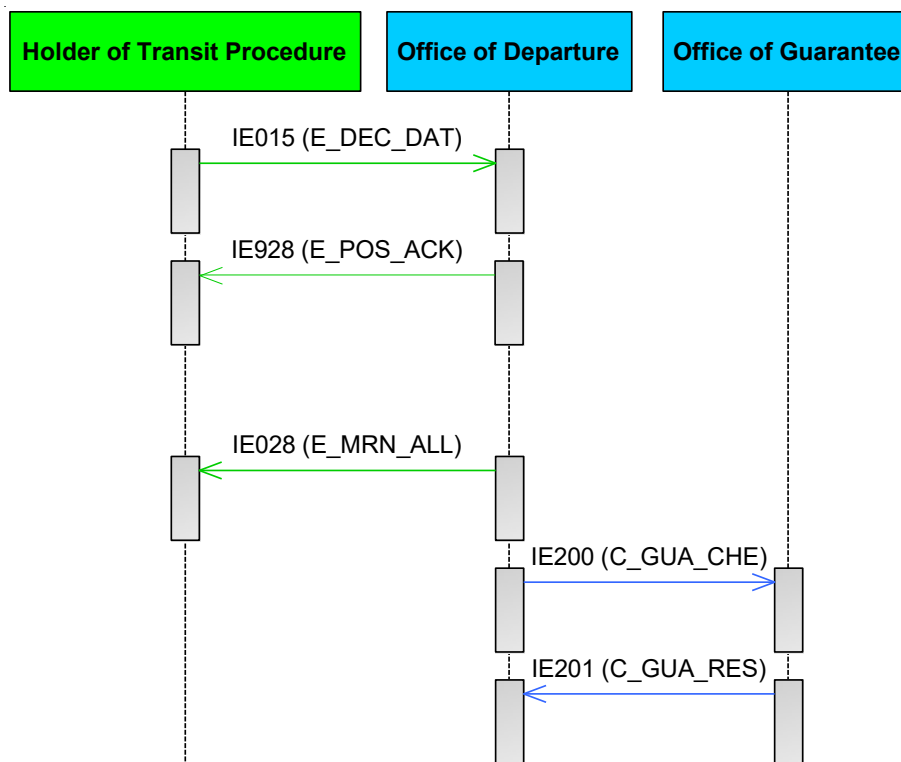 Holder of Transit Procedure
Office of Departure
Office of Guarantee
IE015 (E_DEC_DAT)
IE928 (E_POS_ACK)
IE028 (E_MRN_ALL)
IE200 (C_GUA_CHE)
IE201 (C_GUA_RES)